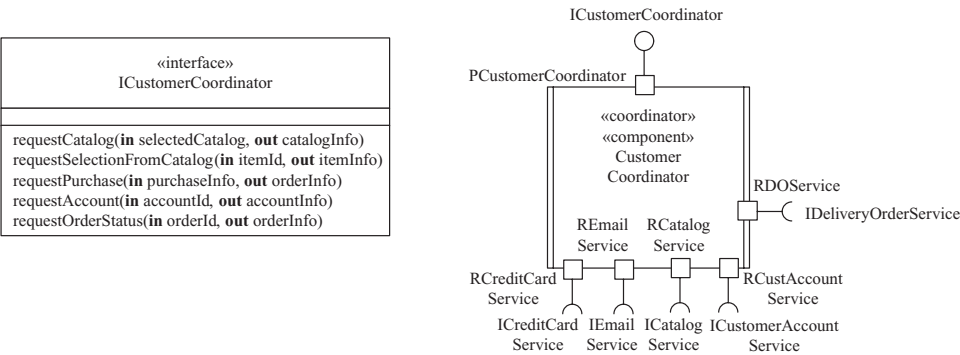 «interface»
ICustomerCoordinator
requestCatalog(in selectedCatalog, out catalogInfo)
requestSelectionFromCatalog(in itemId, out itemInfo)
requestPurchase(in purchaseInfo, out orderInfo)
requestAccount(in accountId, out accountInfo)
requestOrderStatus(in orderId, out orderInfo)
ICustomerCoordinator
PCustomerCoordinator
«coordinator»
«component»
Customer
Coordinator
RDOService
IDeliveryOrderService
REmail
Service
RCatalog
Service
RCreditCard
Service
RCustAccount
Service
ICreditCard
Service
IEmail
Service
ICatalog
Service
ICustomerAccount
Service